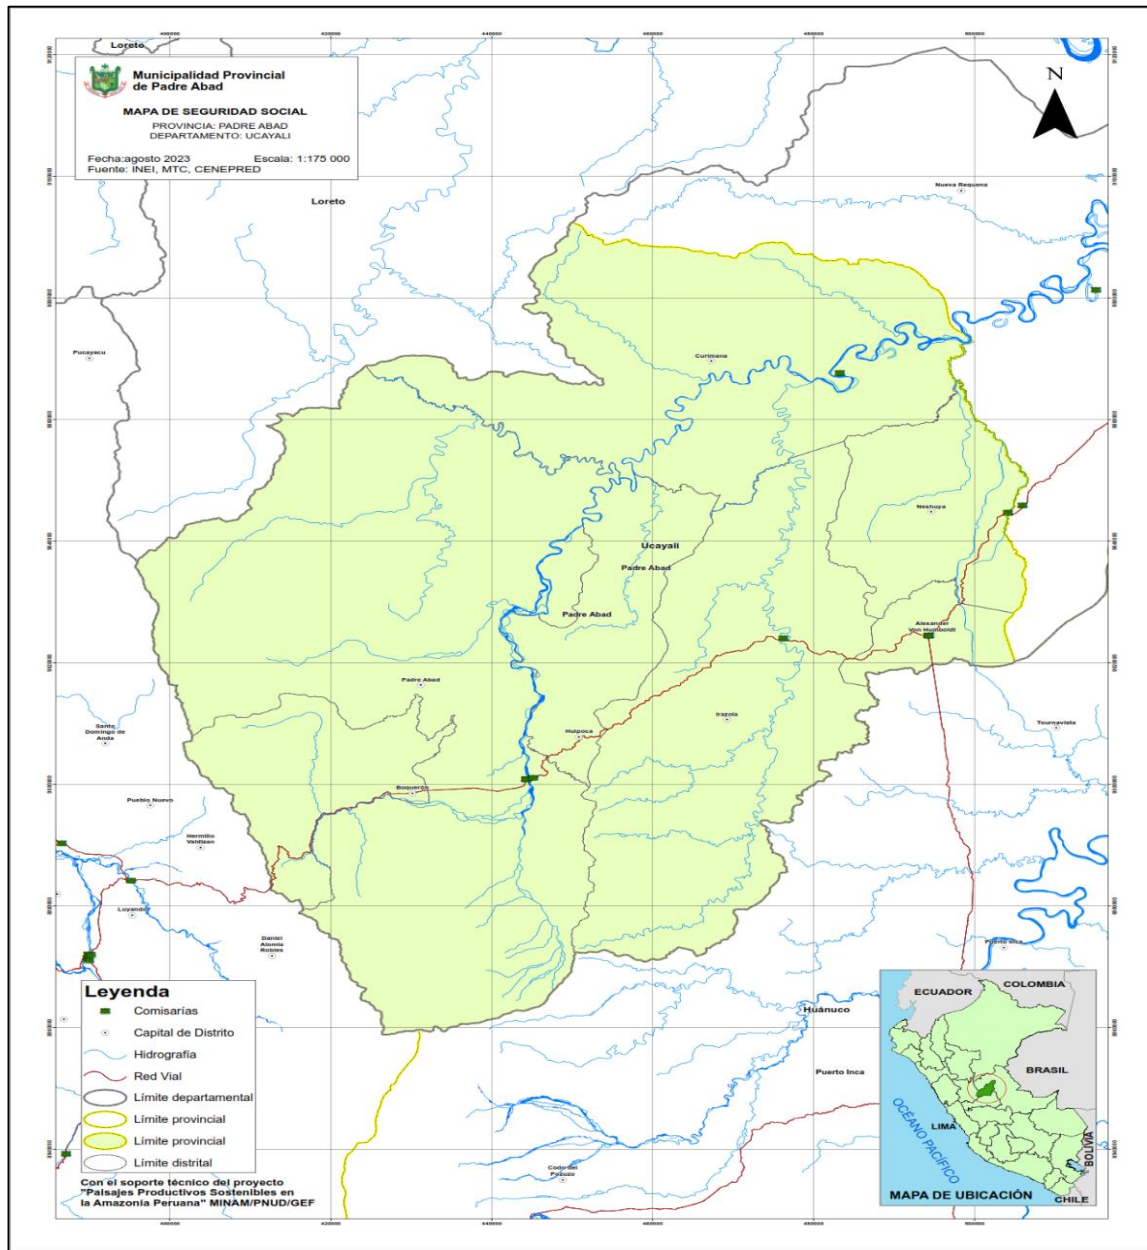 Loreto
Municipalidad Provincial
de Padre Abad
MAPA DE SEGURIDAD SOCIAL
PROVINCIA: PADRE ABAD
DEPARTAMENTO: UCAYALI
Fecha:agosto 2023 Escala: 1:175 000
Fuente: INEI, MTC, CENEPRED
N
Nueva Requena
Loreto
Pucayacu
Curimana
Neshuya
Ucayali
Padre Abad
Padre Abad
Alexander
Von Humboldt
Padre Abad
Irazola
Huipoca
Tournavista
Santo
Domingo de
Anda
Boquerón
Pueblo Nuevo
Hermilio
Valdizan
Luyando
Daniel
Alomia
Robles
Puerto Inca
Huánuco
Puerto Inca
Codo del
Pozuzo
Leyenda
Comisarías
Capital de Distrito
Hidrografía
Red Vial
Límite departamental
Límite provincial
Límite provincial
Límite distrital
Con el soporte técnico del proyecto
"Paisajes Productivos Sostenibles en
la Amazonía Peruana" MINAM/PNUD/GEF
ECUADOR
COLOMBIA
BRASIL
LIMA
OCÉANO PACÍFICO
BOLIVIA
MAPA DE UBICACIÓN
CHILE